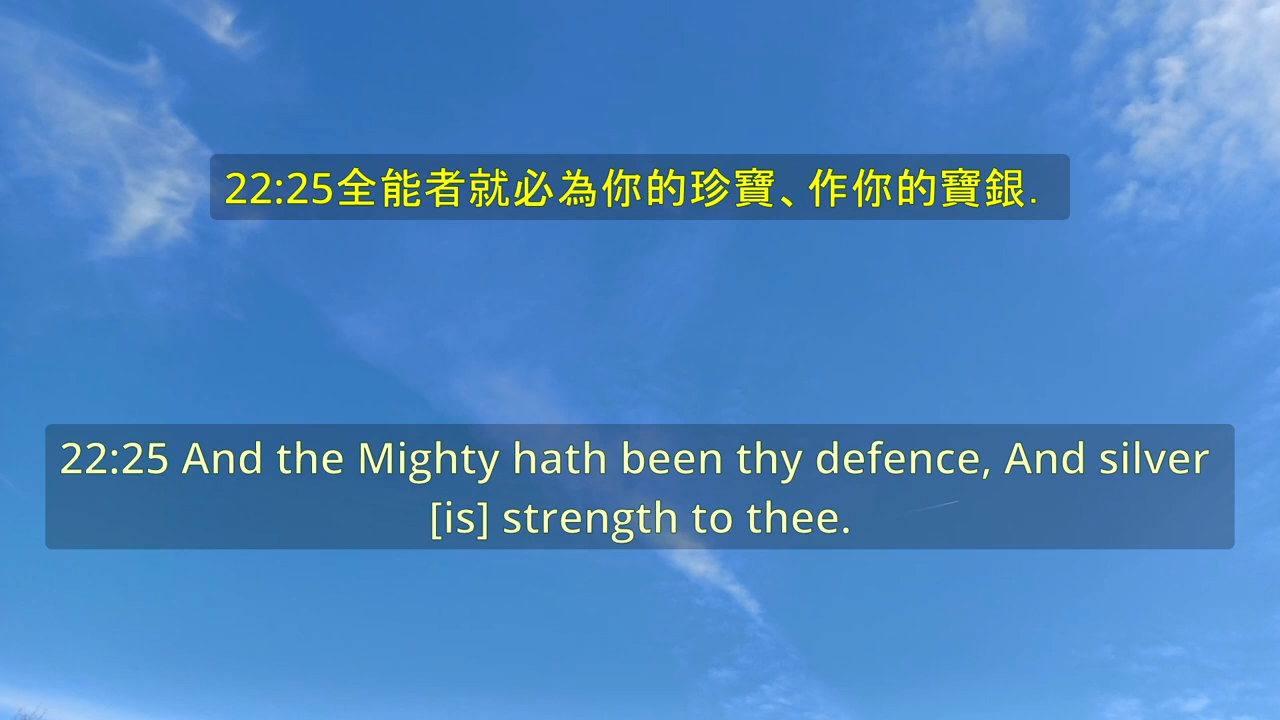 22:25全能者就必為你的珍寶、作你的寶銀.
22:25 And the Mighty hath been thy defence, And silver
[is] strength to thee.